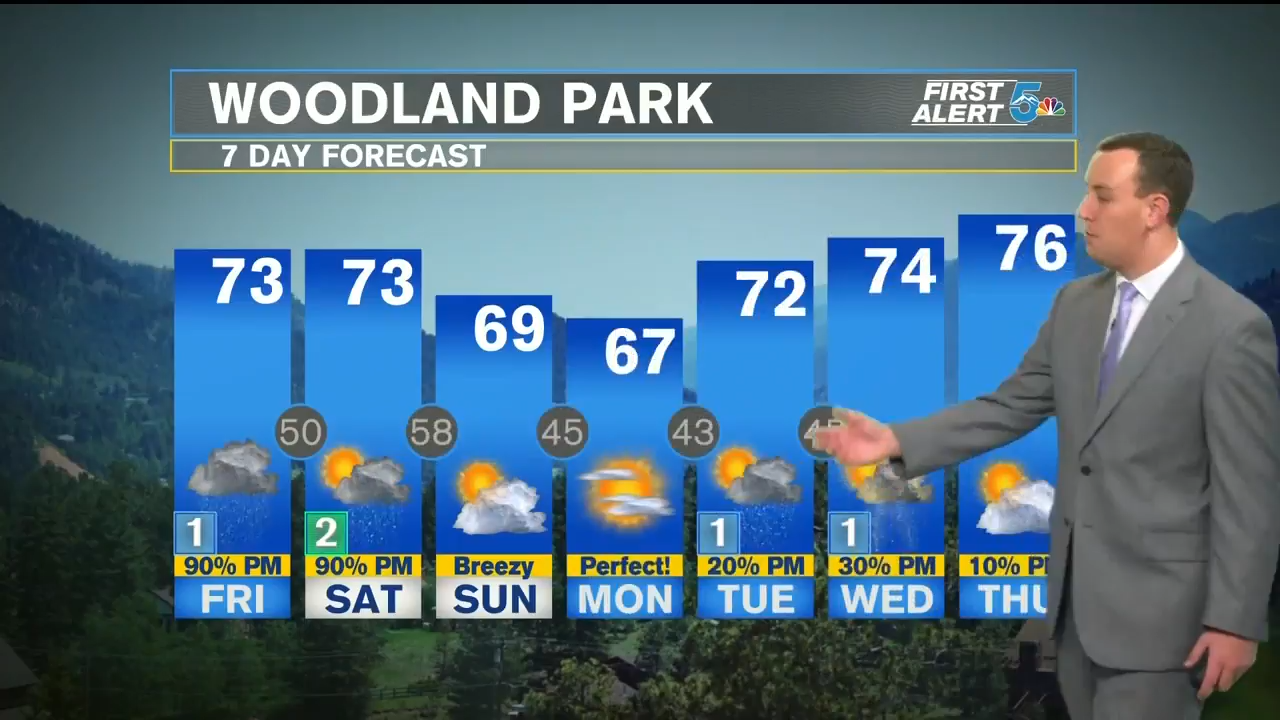 WOODLAND PARK
FIRST
ALERT 5
7 DAY FORECAST
73 73 69 67 72 74 76
50 58 45 43
1 2 1 1
90% PM 90% PM Breezy Perfect! 20% PM 30% PM 10%
FRI SAT SUN MON TUE WED THU